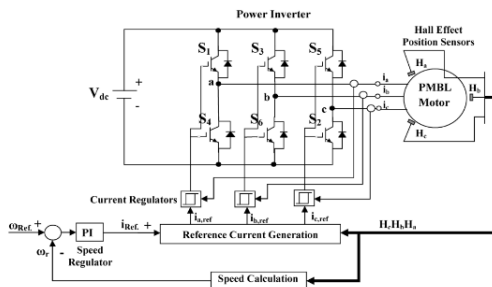 Power Inverter
Hall Effect
Position Sensors
S1
S3
S5
Ha
ia
a
Vdc
+
-
ib
PMBL
Motor
Hb
b
ic
c
S4
S6
S2
Hc
Current Regulators
ia,ref
ib,ref
ic,ref
ωRef. +
PI
iRef. +
Reference Current Generation
HcHbHa
ωr
-
Speed
Regulator
Speed Calculation